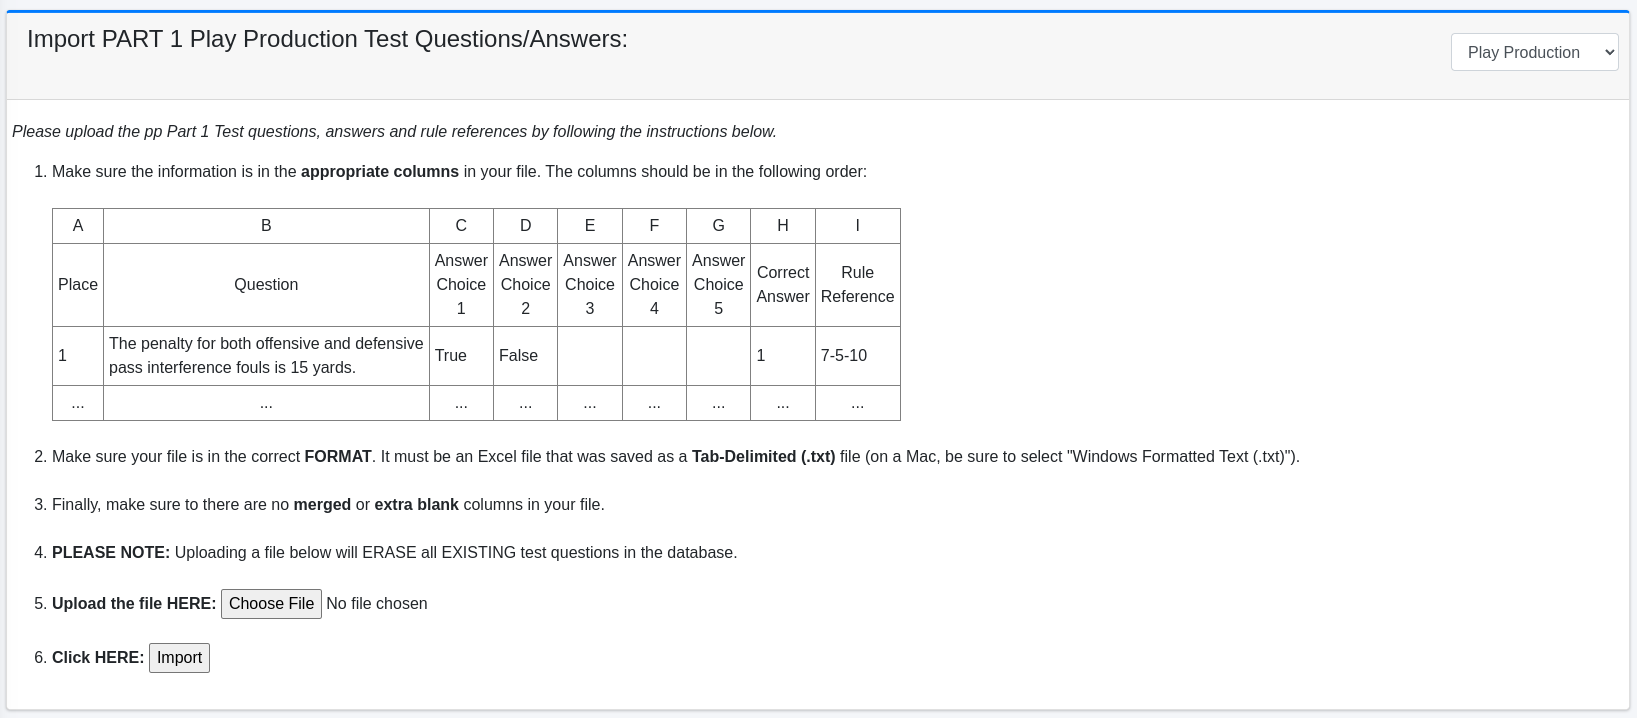 Import PART 1 Play Production Test Questions/Answers:
Play Production
Please upload the pp Part 1 Test questions, answers and rule references by following the instructions below.
1. Make sure the information is in the appropriate columns in your file. The columns should be in the following order:
A B C D E F G H I
Place Question Answer Choice 1 Answer Choice 2 Answer Choice 3 Answer Choice 4 Answer Choice 5 Correct Answer Rule Reference
1 The penalty for both offensive and defensive pass interference fouls is 15 yards. True False 1 7-5-10
... ... ... ... ... ... ... ... ...
2. Make sure your file is in the correct FORMAT. It must be an Excel file that was saved as a Tab-Delimited (.txt) file (on a Mac, be sure to select "Windows Formatted Text (.txt)").
3. Finally, make sure to there are no merged or extra blank columns in your file.
4. PLEASE NOTE: Uploading a file below will ERASE all EXISTING test questions in the database.
5. Upload the file HERE: Choose File No file chosen
6. Click HERE: Import